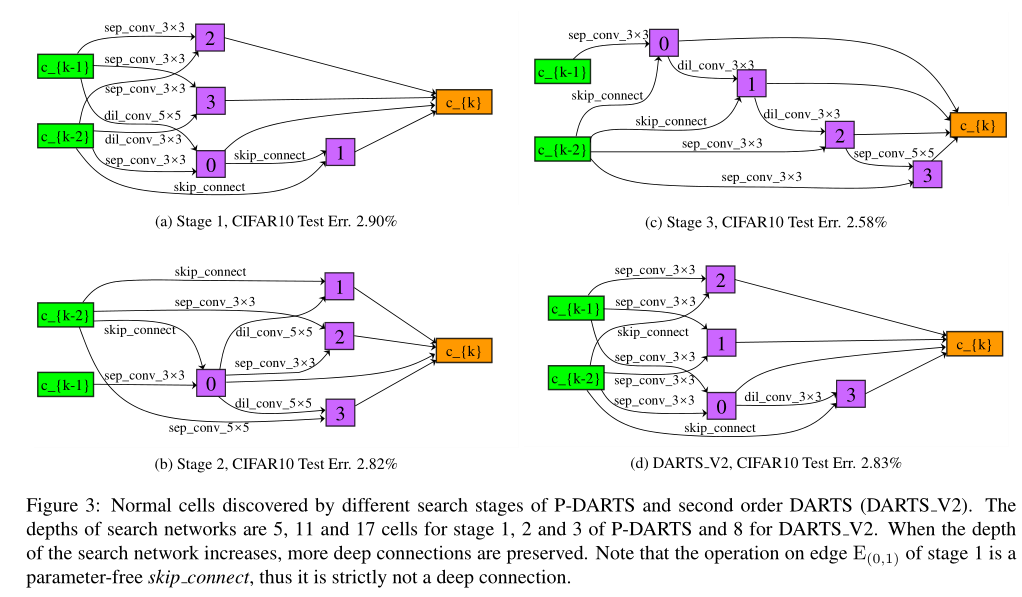 sep_conv_3×3
2
c_{k-1}
sep_conv_3×3
sep_conv_3×3
3
c_{k}
dil_conv_5×5
c_{k-2}
dil_conv_3×3
sep_conv_3×3
0
skip_connect
1
skip_connect
(a) Stage 1, CIFAR10 Test Err. 2.90%
sep_conv_3×3
0
c_{k-1}
dil_conv_3×3
1
skip_connect
dil_conv_3×3
skip_connect
c_{k}
2
c_{k-2}
sep_conv_3×3
sep_conv_5×5
3
sep_conv_3×3
(c) Stage 3, CIFAR10 Test Err. 2.58%
skip_connect
1
c_{k-2}
sep_conv_3×3
skip_connect
dil_conv_5×5
2
c_{k}
sep_conv_3×3
c_{k-1}
sep_conv_3×3
0
dil_conv_5×5
3
sep_conv_5×5
(b) Stage 2, CIFAR10 Test Err. 2.82%
sep_conv_3×3
2
c_{k-1}
sep_conv_3×3
skip_connect
1
c_{k}
sep_conv_3×3
c_{k-2}
sep_conv_3×3
sep_conv_3×3
0
dil_conv_3×3
3
skip_connect
(d) DARTS_V2, CIFAR10 Test Err. 2.83%
Figure 3: Normal cells discovered by different search stages of P-DARTS and second order DARTS (DARTS_V2). The
depths of search networks are 5, 11 and 17 cells for stage 1, 2 and 3 of P-DARTS and 8 for DARTS_V2. When the depth
of the search network increases, more deep connections are preserved. Note that the operation on edge E(0,1) of stage 1 is a
parameter-free skip_connect, thus it is strictly not a deep connection.